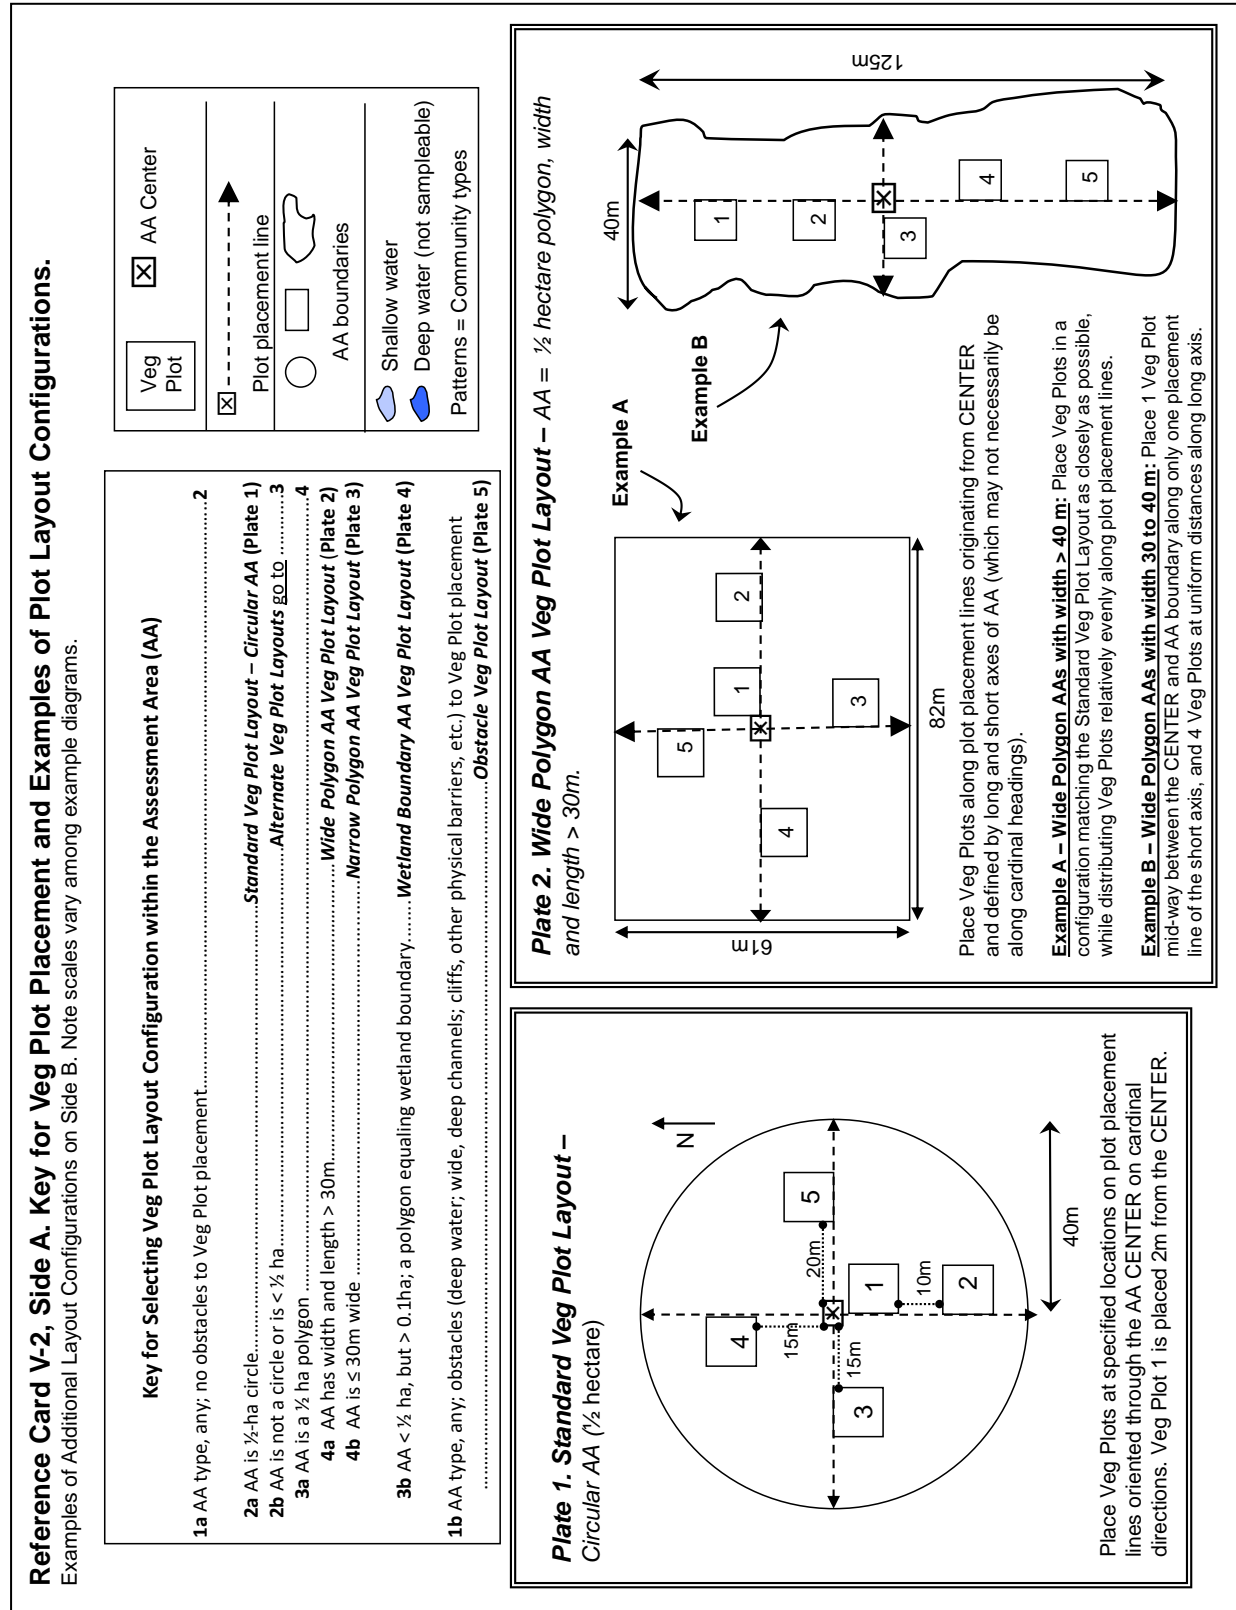 Reference Card V-2, Side A. Key for Veg Plot Placement and Examples of Plot Layout Configurations.
Examples of Additional Layout Configurations on Side B. Note scales vary among example diagrams.
Key for Selecting Veg Plot Layout Configuration within the Assessment Area (AA)
1a AA type, any; no obstacles to Veg Plot placement..........2
2a AA is ½-ha circle..........Standard Veg Plot Layout – Circular AA (Plate 1)
2b AA is not a circle or is < ½ ha..........Alternate Veg Plot Layouts go to ..........3
3a AA is a ½ ha polygon..........4
4a AA has width and length > 30m..........Wide Polygon AA Veg Plot Layout (Plate 2)
4b AA is ≤ 30m wide ..........Narrow Polygon AA Veg Plot Layout (Plate 3)
3b AA < ½ ha, but > 0.1ha; a polygon equaling wetland boundary......Wetland Boundary AA Veg Plot Layout (Plate 4)
1b AA type, any; obstacles (deep water; wide, deep channels; cliffs, other physical barriers, etc.) to Veg Plot placement
..........Obstacle Veg Plot Layout (Plate 5)
Veg
Plot
AA Center
Plot placement line
AA boundaries
Shallow water
Deep water (not sampleable)
Patterns = Community types
Plate 1. Standard Veg Plot Layout –
Circular AA (½ hectare)
N
4
5
15m
20m
1
15m
10m
3
2
40m
Place Veg Plots at specified locations on plot placement
lines oriented through the AA CENTER on cardinal
directions. Veg Plot 1 is placed 2m from the CENTER.
Plate 2. Wide Polygon AA Veg Plot Layout – AA = ½ hectare polygon, width
and length > 30m.
Example A
61m
5
1
2
4
3
82m
Example B
40m
125m
1
2
3
4
5
Place Veg Plots along plot placement lines originating from CENTER
and defined by long and short axes of AA (which may not necessarily be
along cardinal headings).
Example A – Wide Polygon AAs with width > 40 m: Place Veg Plots in a
configuration matching the Standard Veg Plot Layout as closely as possible,
while distributing Veg Plots relatively evenly along plot placement lines.
Example B – Wide Polygon AAs with width 30 to 40 m: Place 1 Veg Plot
mid-way between the CENTER and AA boundary along only one placement
line of the short axis, and 4 Veg Plots at uniform distances along long axis.